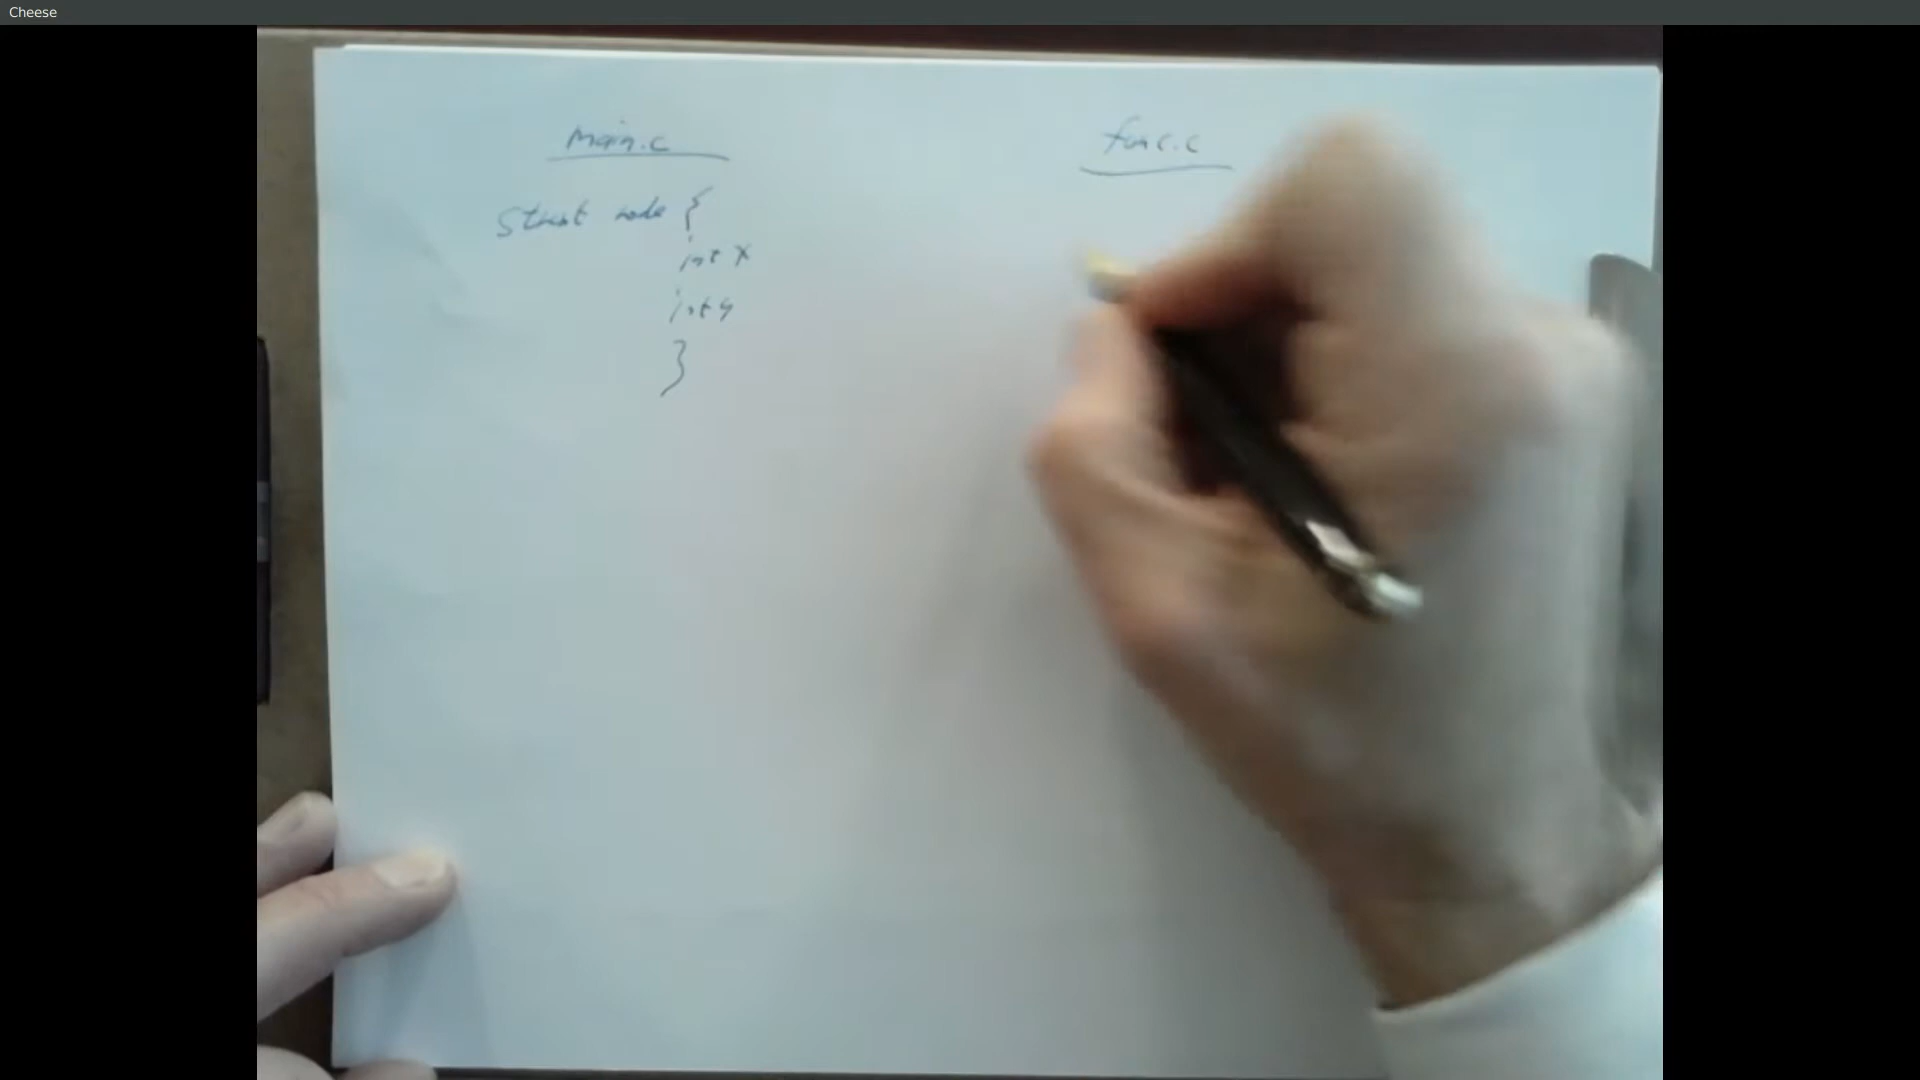 Cheese
main.c
func.c
struct node {
int x
int y
}